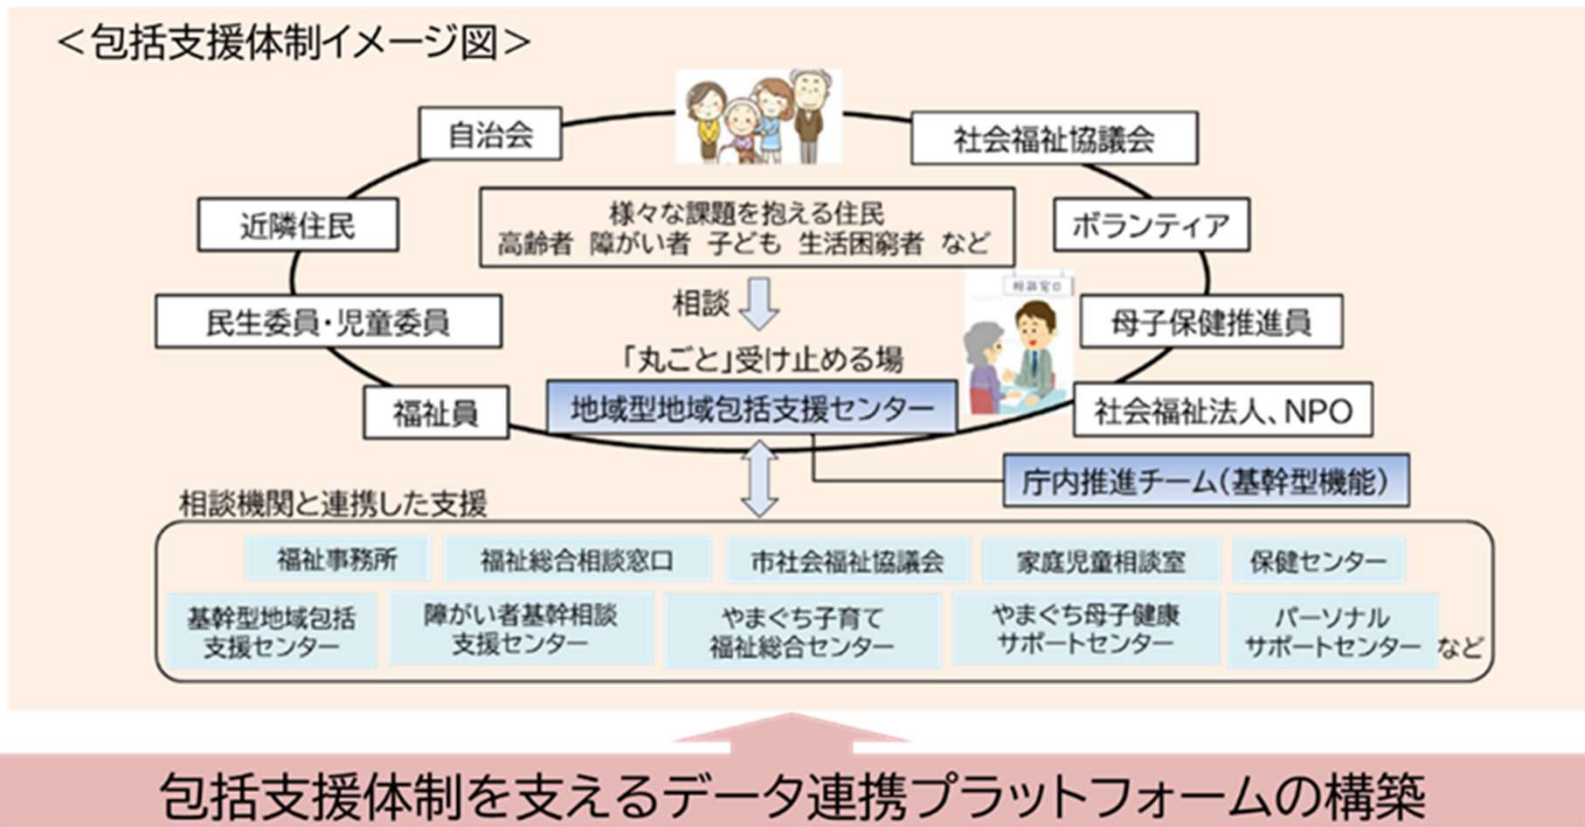 ＜包括支援体制イメージ図＞
自治会
社会福祉協議会
近隣住民
様々な課題を抱える住民
高齢者 障がい者 子ども 生活困窮者 など
ボランティア
相談
相談窓口
民生委員・児童委員
母子保健推進員
「丸ごと」受け止める場
福祉員
地域型地域包括支援センター
社会福祉法人、NPO
庁内推進チーム（基幹型機能）
相談機関と連携した支援
福祉事務所
福祉総合相談窓口
市社会福祉協議会
家庭児童相談室
保健センター
基幹型地域包括
支援センター
障がい者基幹相談
支援センター
やまぐち子育て
福祉総合センター
やまぐち母子健康
サポートセンター
パーソナル
サポートセンター
など
包括支援体制を支えるデータ連携プラットフォームの構築